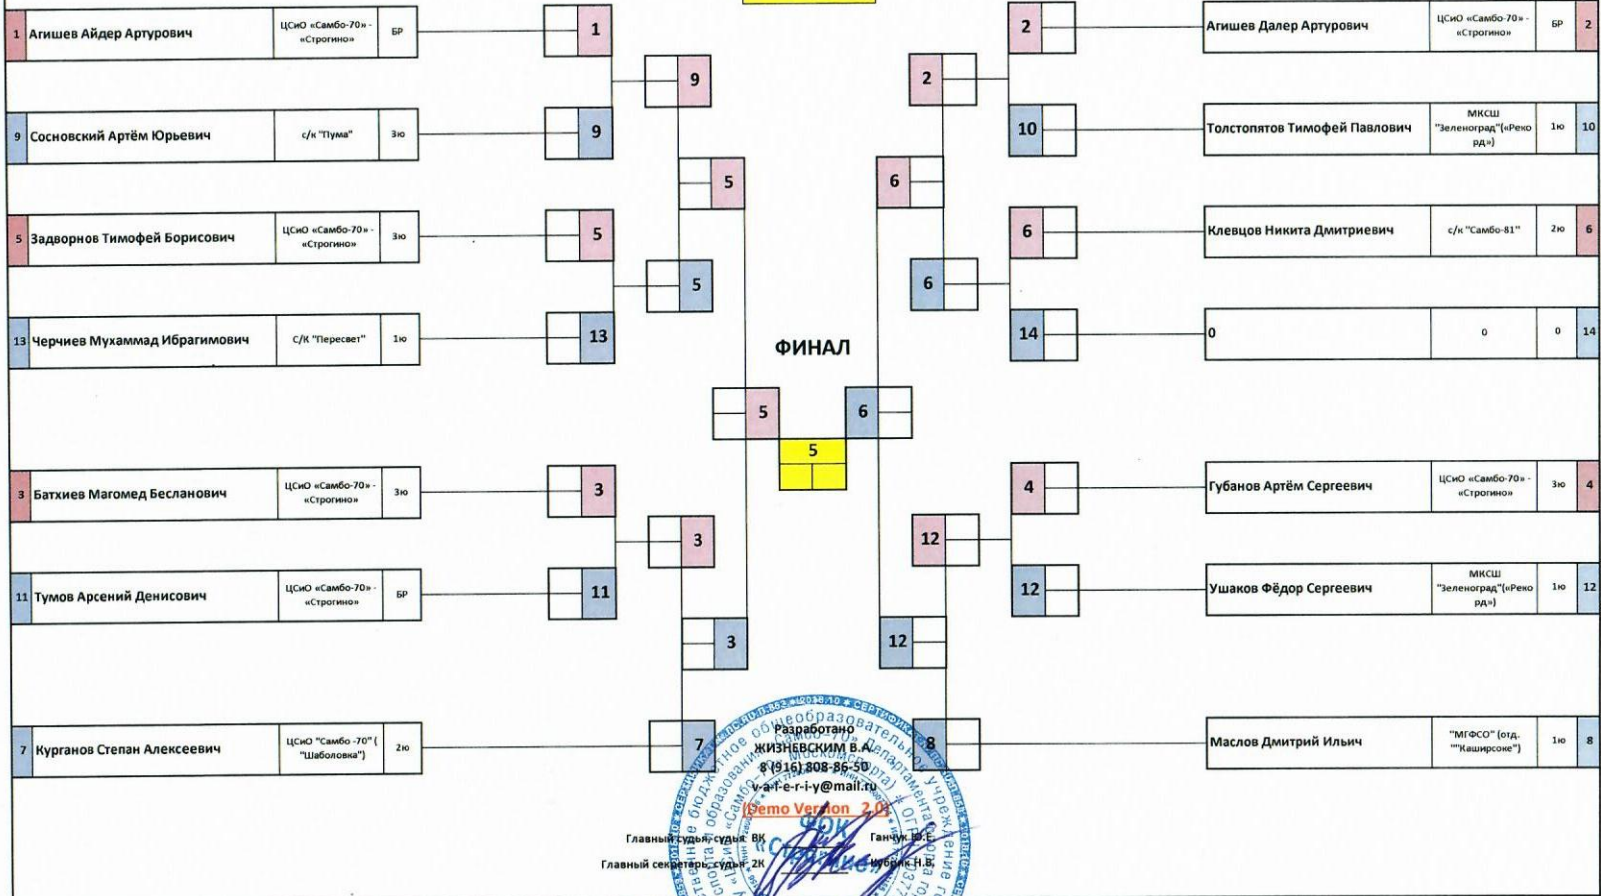 1 Агишев Айдер Артурович ЦСиО «Самбо-70» - «Строгино» БР 1
9 Сосновский Артём Юрьевич с/к "Пума" 3ю 9
9
5 Задворнов Тимофей Борисович ЦСиО «Самбо-70» - «Строгино» 3ю 5
13 Черчиев Мухаммад Ибрагимович С/К "Пересвет" 1ю 13
5
5
3 Батхиев Магомед Бесланович ЦСиО «Самбо-70» - «Строгино» 3ю 3
11 Тумов Арсений Денисович ЦСиО «Самбо-70» - «Строгино» БР 11
3
7 Курганов Степан Алексеевич ЦСиО "Самбо -70" ( "Шаболовка") 2ю 7
3
ФИНАЛ
5 6
5
2 Агишев Далер Артурович ЦСиО «Самбо-70» - «Строгино» БР 2
10 Толстопятов Тимофей Павлович МКСШ "Зеленоград"(«Рекорд») 1ю 10
2
6 Клевцов Никита Дмитриевич с/к "Самбо-81" 2ю 6
14 0 0 0 14
6
6
4 Губанов Артём Сергеевич ЦСиО «Самбо-70» - «Строгино» 3ю 4
12 Ушаков Фёдор Сергеевич МКСШ "Зеленоград"(«Рекорд») 1ю 12
12
8 Маслов Дмитрий Ильич "МГФСО" (отд. ""Каширсоке") 1ю 8
12
Разработано
ЖИЗНЕВСКИМ В.А.
8 (916) 808-86-50
v-a-l-e-r-i-y@mail.ru
(Demo Version 2.0)
Главный судья, судья ВК Ганчук Ю.Е.
Главный секретарь, судья 2К Кубрик Н.В.
ФОК
«Строгино»